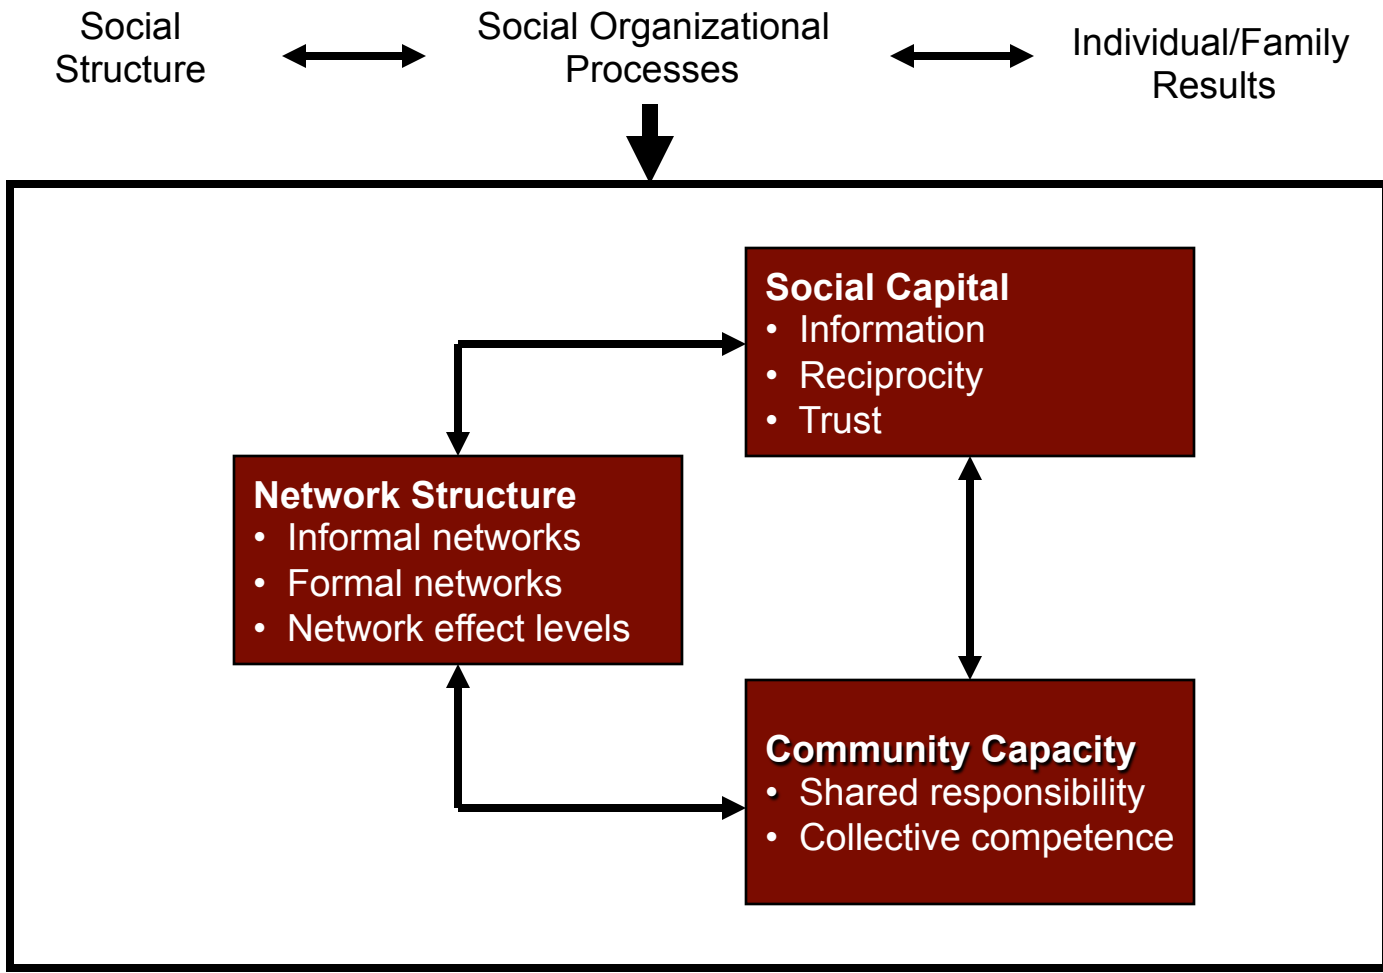 Social
Structure
Social Organizational
Processes
Individual/Family
Results
Social Capital
• Information
• Reciprocity
• Trust
Network Structure
• Informal networks
• Formal networks
• Network effect levels
Community Capacity
• Shared responsibility
• Collective competence